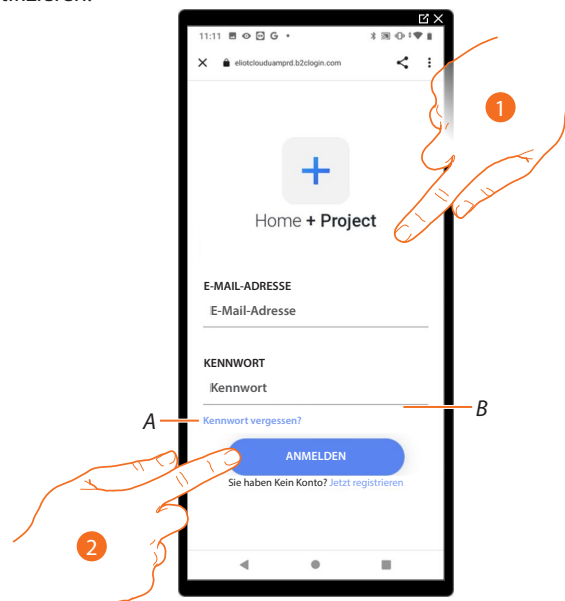 11:11 G
eliotclouduamprd.b2clogin.com
1
Home + Project
E-MAIL-ADRESSE
E-Mail-Adresse
KENNWORT
Kennwort
A B
Kennwort vergessen?
ANMELDEN
Sie haben Kein Konto? Jetzt registrieren
2